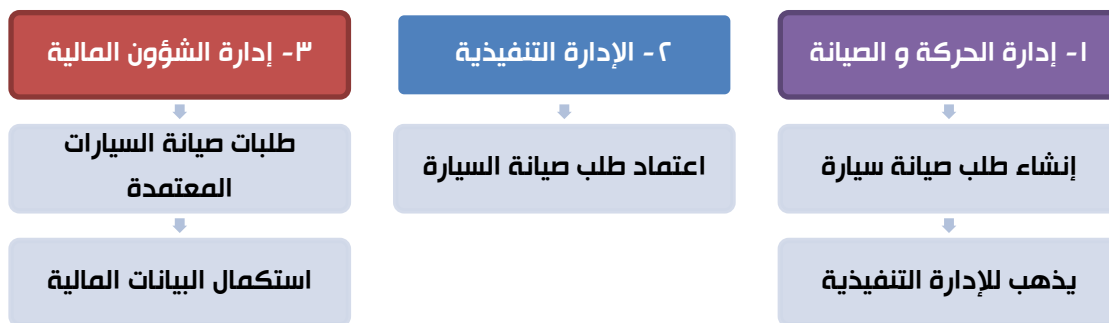 ١- إدارة الحركة و الصيانة
إنشاء طلب صيانة سيارة
يذهب للإدارة التنفيذية
٢- الإدارة التنفيذية
اعتماد طلب صيانة السيارة
٣- إدارة الشؤون المالية
طلبات صيانة السيارات
المعتمدة
استكمال البيانات المالية